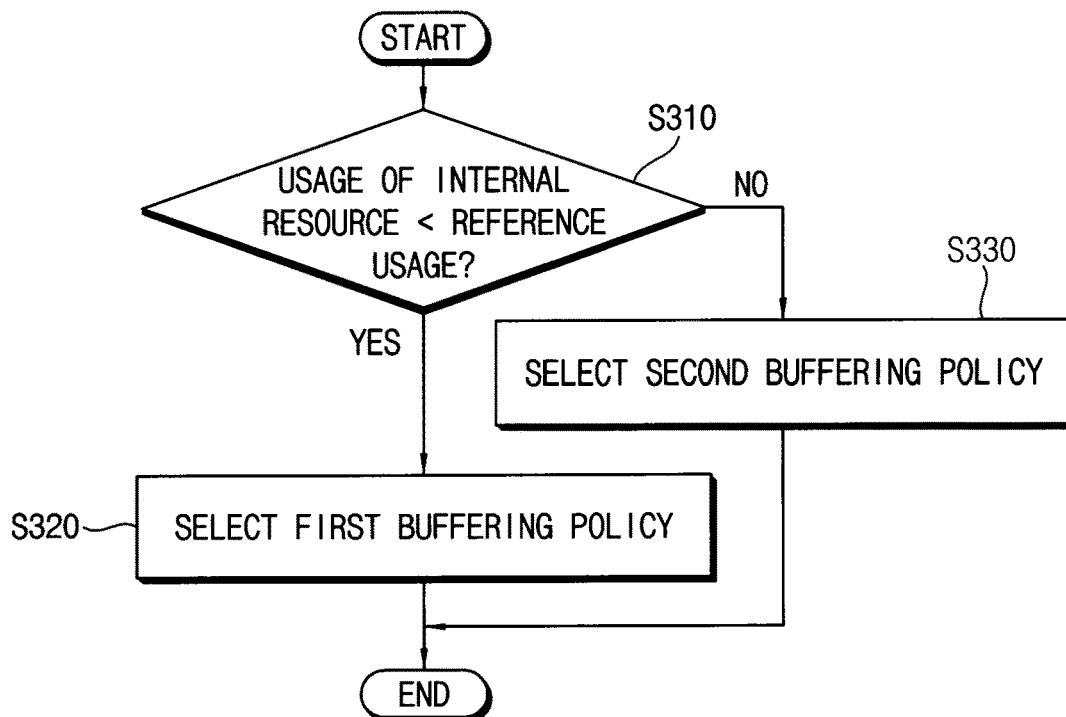 START
S310
USAGE OF INTERNAL
RESOURCE < REFERENCE
USAGE?
NO
S330
YES
SELECT SECOND BUFFERING POLICY
S320
SELECT FIRST BUFFERING POLICY
END